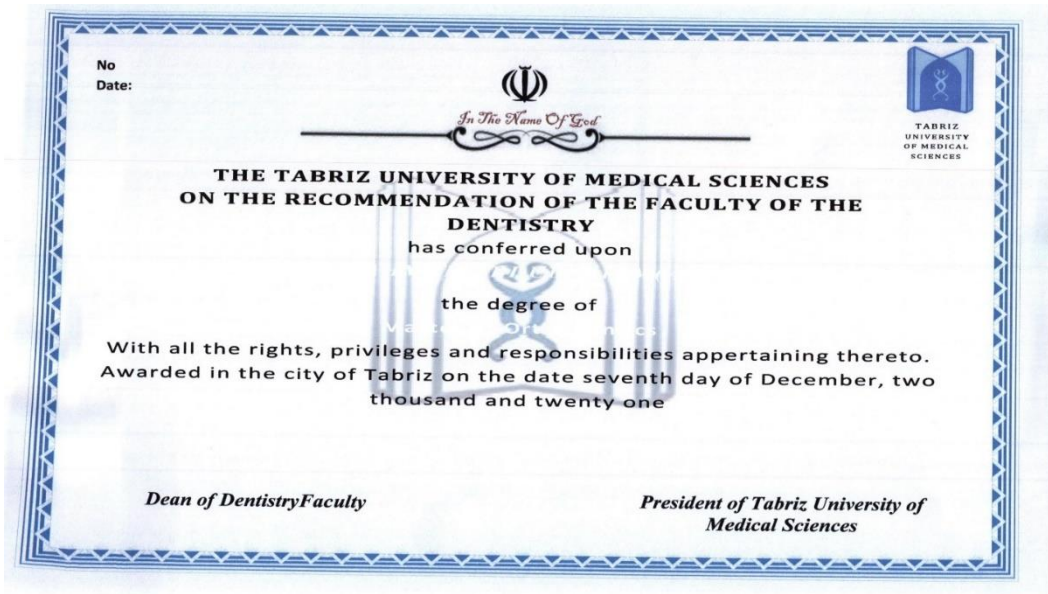 No
Date:
In The Name Of God
TABRIZ
UNIVERSITY
OF MEDICAL
SCIENCES
THE TABRIZ UNIVERSITY OF MEDICAL SCIENCES
ON THE RECOMMENDATION OF THE FACULTY OF THE
DENTISTRY
has conferred upon
the degree of
With all the rights, privileges and responsibilities appertaining thereto.
Awarded in the city of Tabriz on the date seventh day of December, two
thousand and twenty one
Dean of DentistryFaculty
President of Tabriz University of
Medical Sciences